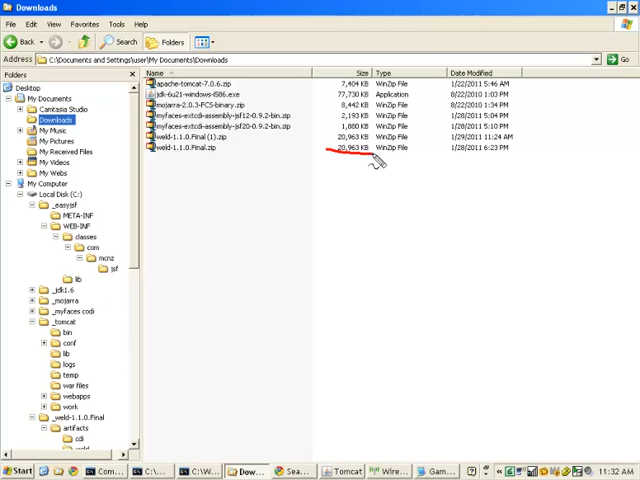 Downloads
File Edit View Favorites Tools Help
Back Search Folders
Address C:\Documents and Settings\user\My Documents\Downloads Go
Folders
Name Size Type Date Modified
Desktop
My Documents
Camtasia Studio
Downloads
My Music
My Pictures
My Received Files
My Videos
My Webs
My Computer
Local Disk (C:)
_easyjsf
META-INF
WEB-INF
classes
com
mcnz
jsf
lib
_jdk1.6
_mojarra
_myfaces codi
_tomcat
bin
conf
lib
logs
temp
war files
webapps
work
_weld-1.1.0.Final
artifacts
cdi
weld
apache-tomcat-7.0.6.zip 7,404 KB WinZip File 1/22/2011 5:46 AM
jdk-6u21-windows-i586.exe 77,730 KB Application 8/22/2010 1:03 PM
mojarra-2.0.3-FCS-binary.zip 8,442 KB WinZip File 8/22/2010 1:34 PM
myfaces-extcdi-assembly-jsf12-0.9.2-bin.zip 2,193 KB WinZip File 1/28/2011 5:04 PM
myfaces-extcdi-assembly-jsf20-0.9.2-bin.zip 1,880 KB WinZip File 1/28/2011 5:10 PM
weld-1.1.0.Final (1).zip 20,963 KB WinZip File 1/29/2011 11:24 AM
weld-1.1.0.Final.zip 20,963 KB WinZip File 1/28/2011 6:23 PM
Start Com... C:\... C:\W... Dow... Sea... Tomcat Wire... Gam... 11:32 AM